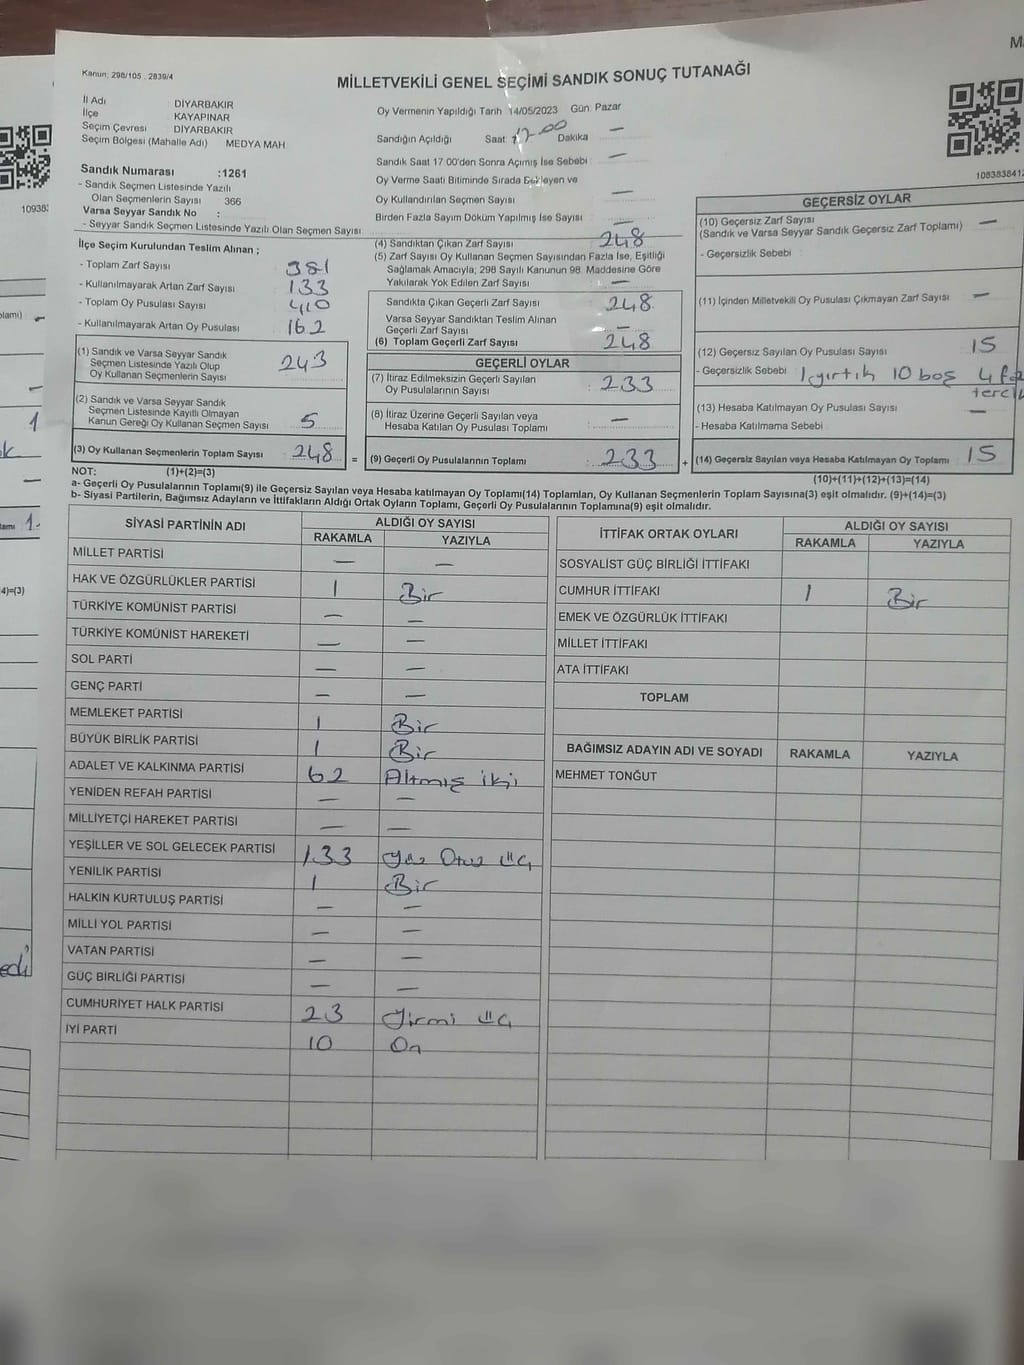 Kanun: 298/105 . 2839/4
MİLLETVEKİLİ GENEL SEÇİMİ SANDIK SONUÇ TUTANAĞI
İl Adı : DİYARBAKIR
İlçe : KAYAPINAR
Seçim Çevresi : DİYARBAKIR
Seçim Bölgesi (Mahalle Adı) : MEDYA MAH.
Sandık Numarası :1261
- Sandık Seçmen Listesinde Yazılı
Olan Seçmenlerin Sayısı : 366
Varsa Seyyar Sandık No :
- Seyyar Sandık Seçmen Listesinde Yazılı Olan Seçmen Sayısı :
İlçe Seçim Kurulundan Teslim Alınan ;
- Toplam Zarf Sayısı : 381
- Kullanılmayarak Artan Zarf Sayısı : 133
- Toplam Oy Pusulası Sayısı : 410
- Kullanılmayarak Artan Oy Pusulası : 162
(1) Sandık ve Varsa Seyyar Sandık
Seçmen Listesinde Yazılı Olup
Oy Kullanan Seçmenlerin Sayısı : 243
(2) Sandık ve Varsa Seyyar Sandık
Seçmen Listesinde Kayıtlı Olmayan
Kanun Gereği Oy Kullanan Seçmen Sayısı : 5
(3) Oy Kullanan Seçmenlerin Toplam Sayısı : 248 =
Oy Vermenin Yapıldığı Tarih : 14/05/2023 Gün. Pazar
Sandığın Açıldığı Saat : 17.00 Dakika : —
Sandık Saat 17 00'den Sonra Açmış İse Sebebi : —
Oy Verme Saati Bitiminde Sırada Bekleyen ve
Oy Kullandırılan Seçmen Sayısı : —
Birden Fazla Sayım Döküm Yapılmış İse Sayısı : —
(4) Sandıktan Çıkan Zarf Sayısı : 248
(5) Zarf Sayısı Oy Kullanan Seçmen Sayısından Fazla İse, Eşitliği
Sağlamak Amacıyla; 298 Sayılı Kanunun 98. Maddesine Göre
Yakılarak Yok Edilen Zarf Sayısı : —
Sandıkta Çıkan Geçerli Zarf Sayısı : 248
Varsa Seyyar Sandıktan Teslim Alınan
Geçerli Zarf Sayısı : —
(6) Toplam Geçerli Zarf Sayısı : 248
GEÇERLİ OYLAR
(7) İtiraz Edilmeksizin Geçerli Sayılan
Oy Pusulalarının Sayısı : 233
(8) İtiraz Üzerine Geçerli Sayılan veya
Hesaba Katılan Oy Pusulası Toplamı : —
(9) Geçerli Oy Pusulalarının Toplamı : 233 +
108383841
GEÇERSİZ OYLAR
(10) Geçersiz Zarf Sayısı : —
(Sandık ve Varsa Seyyar Sandık Geçersiz Zarf Toplamı)
- Geçersizlik Sebebi :
(11) İçinden Milletvekili Oy Pusulası Çıkmayan Zarf Sayısı : —
(12) Geçersiz Sayılan Oy Pusulası Sayısı : 15
- Geçersizlik Sebebi : 1 yırtık 10 boş 4
(13) Hesaba Katılmayan Oy Pusulası Sayısı : —
- Hesaba Katılmama Sebebi :
(14) Geçersiz Sayılan veya Hesaba Katılmayan Oy Toplamı : 15
NOT: (1)+(2)=(3) (10)+(11)+(12)+(13)=(14)
a- Geçerli Oy Pusulalarının Toplamı(9) ile Geçersiz Sayılan veya Hesaba katılmayan Oy Toplamı(14) Toplamları, Oy Kullanan Seçmenlerin Toplam Sayısına(3) eşit olmalıdır. (9)+(14)=(3)
b- Siyasi Partilerin, Bağımsız Adayların ve İttifakların Aldığı Ortak Oyların Toplamı, Geçerli Oy Pusulalarının Toplamına(9) eşit olmalıdır.
SİYASİ PARTİNİN ADI ALDIĞI OY SAYISI
RAKAMLA YAZIYLA
MİLLET PARTİSİ — —
HAK VE ÖZGÜRLÜKLER PARTİSİ 1 Bir
TÜRKİYE KOMÜNİST PARTİSİ — —
TÜRKİYE KOMÜNİST HAREKETİ — —
SOL PARTİ — —
GENÇ PARTİ — —
MEMLEKET PARTİSİ 1 Bir
BÜYÜK BİRLİK PARTİSİ 1 Bir
ADALET VE KALKINMA PARTİSİ 62 Altmış iki
YENİDEN REFAH PARTİSİ — —
MİLLİYETÇİ HAREKET PARTİSİ — —
YEŞİLLER VE SOL GELECEK PARTİSİ 133 Yüz Otuz üç
YENİLİK PARTİSİ 1 Bir
HALKIN KURTULUŞ PARTİSİ — —
MİLLİ YOL PARTİSİ — —
VATAN PARTİSİ — —
GÜÇ BİRLİĞİ PARTİSİ — —
CUMHURİYET HALK PARTİSİ 23 Yirmi üç
İYİ PARTİ 10 On
İTTİFAK ORTAK OYLARI ALDIĞI OY SAYISI
RAKAMLA YAZIYLA
SOSYALİST GÜÇ BİRLİĞİ İTTİFAKI
CUMHUR İTTİFAKI 1 Bir
EMEK VE ÖZGÜRLÜK İTTİFAKI
MİLLET İTTİFAKI
ATA İTTİFAKI
TOPLAM
BAĞIMSIZ ADAYIN ADI VE SOYADI RAKAMLA YAZIYLA
MEHMET TONĞUT